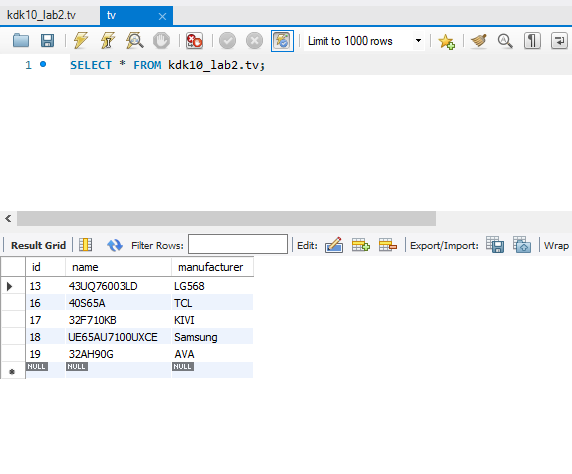 kdk10_lab2.tv tv
Limit to 1000 rows
1 SELECT * FROM kdk10_lab2.tv;
Result Grid Filter Rows: Edit: Export/Import: Wrap
id name manufacturer
13 43UQ76003LD LG568
16 40S65A TCL
17 32F710KB KIVI
18 UE65AU7100UXCE Samsung
19 32AH90G AVA
NULL NULL NULL